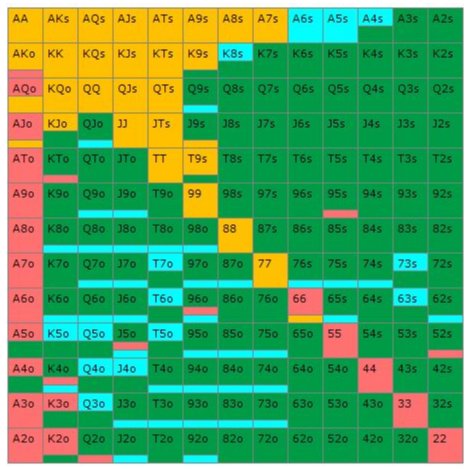 AA AKs AQs AJs ATs A9s A8s A7s A6s A5s A4s A3s A2s
AKo KK KQs KJs KTs K9s K8s K7s K6s K5s K4s K3s K2s
AQo KQo QQ QJs QTs Q9s Q8s Q7s Q6s Q5s Q4s Q3s Q2s
AJo KJo QJo JJ JTs J9s J8s J7s J6s J5s J4s J3s J2s
ATo KTo QTo JTo TT T9s T8s T7s T6s T5s T4s T3s T2s
A9o K9o Q9o J9o T9o 99 98s 97s 96s 95s 94s 93s 92s
A8o K8o Q8o J8o T8o 98o 88 87s 86s 85s 84s 83s 82s
A7o K7o Q7o J7o T7o 97o 87o 77 76s 75s 74s 73s 72s
A6o K6o Q6o J6o T6o 96o 86o 76o 66 65s 64s 63s 62s
A5o K5o Q5o J5o T5o 95o 85o 75o 65o 55 54s 53s 52s
A4o K4o Q4o J4o T4o 94o 84o 74o 64o 54o 44 43s 42s
A3o K3o Q3o J3o T3o 93o 83o 73o 63o 53o 43o 33 32s
A2o K2o Q2o J2o T2o 92o 82o 72o 62o 52o 42o 32o 22